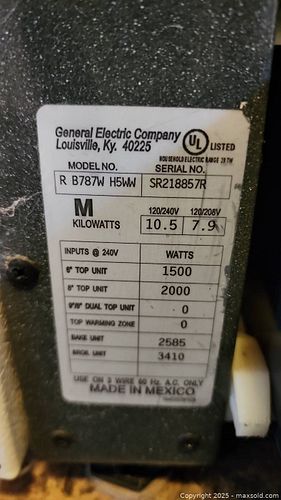 General Electric Company
Louisville, Ky. 40225
UL LISTED
HOUSEHOLD ELECTRIC RANGE
MODEL NO. SERIAL NO.
R B787W H5WW SR218857R
M
KILOWATTS
120/240V 120/208V
10.5 7.9
INPUTS @ 240V WATTS
6" TOP UNIT 1500
8" TOP UNIT 2000
DUAL TOP UNIT 0
TOP WARMING ZONE 0
BAKE UNIT 2585
BROIL UNIT 3410
USE ON 3 WIRE 60 Hz. A.C. ONLY
MADE IN MEXICO
Copyright © 2025 - maxsold.com